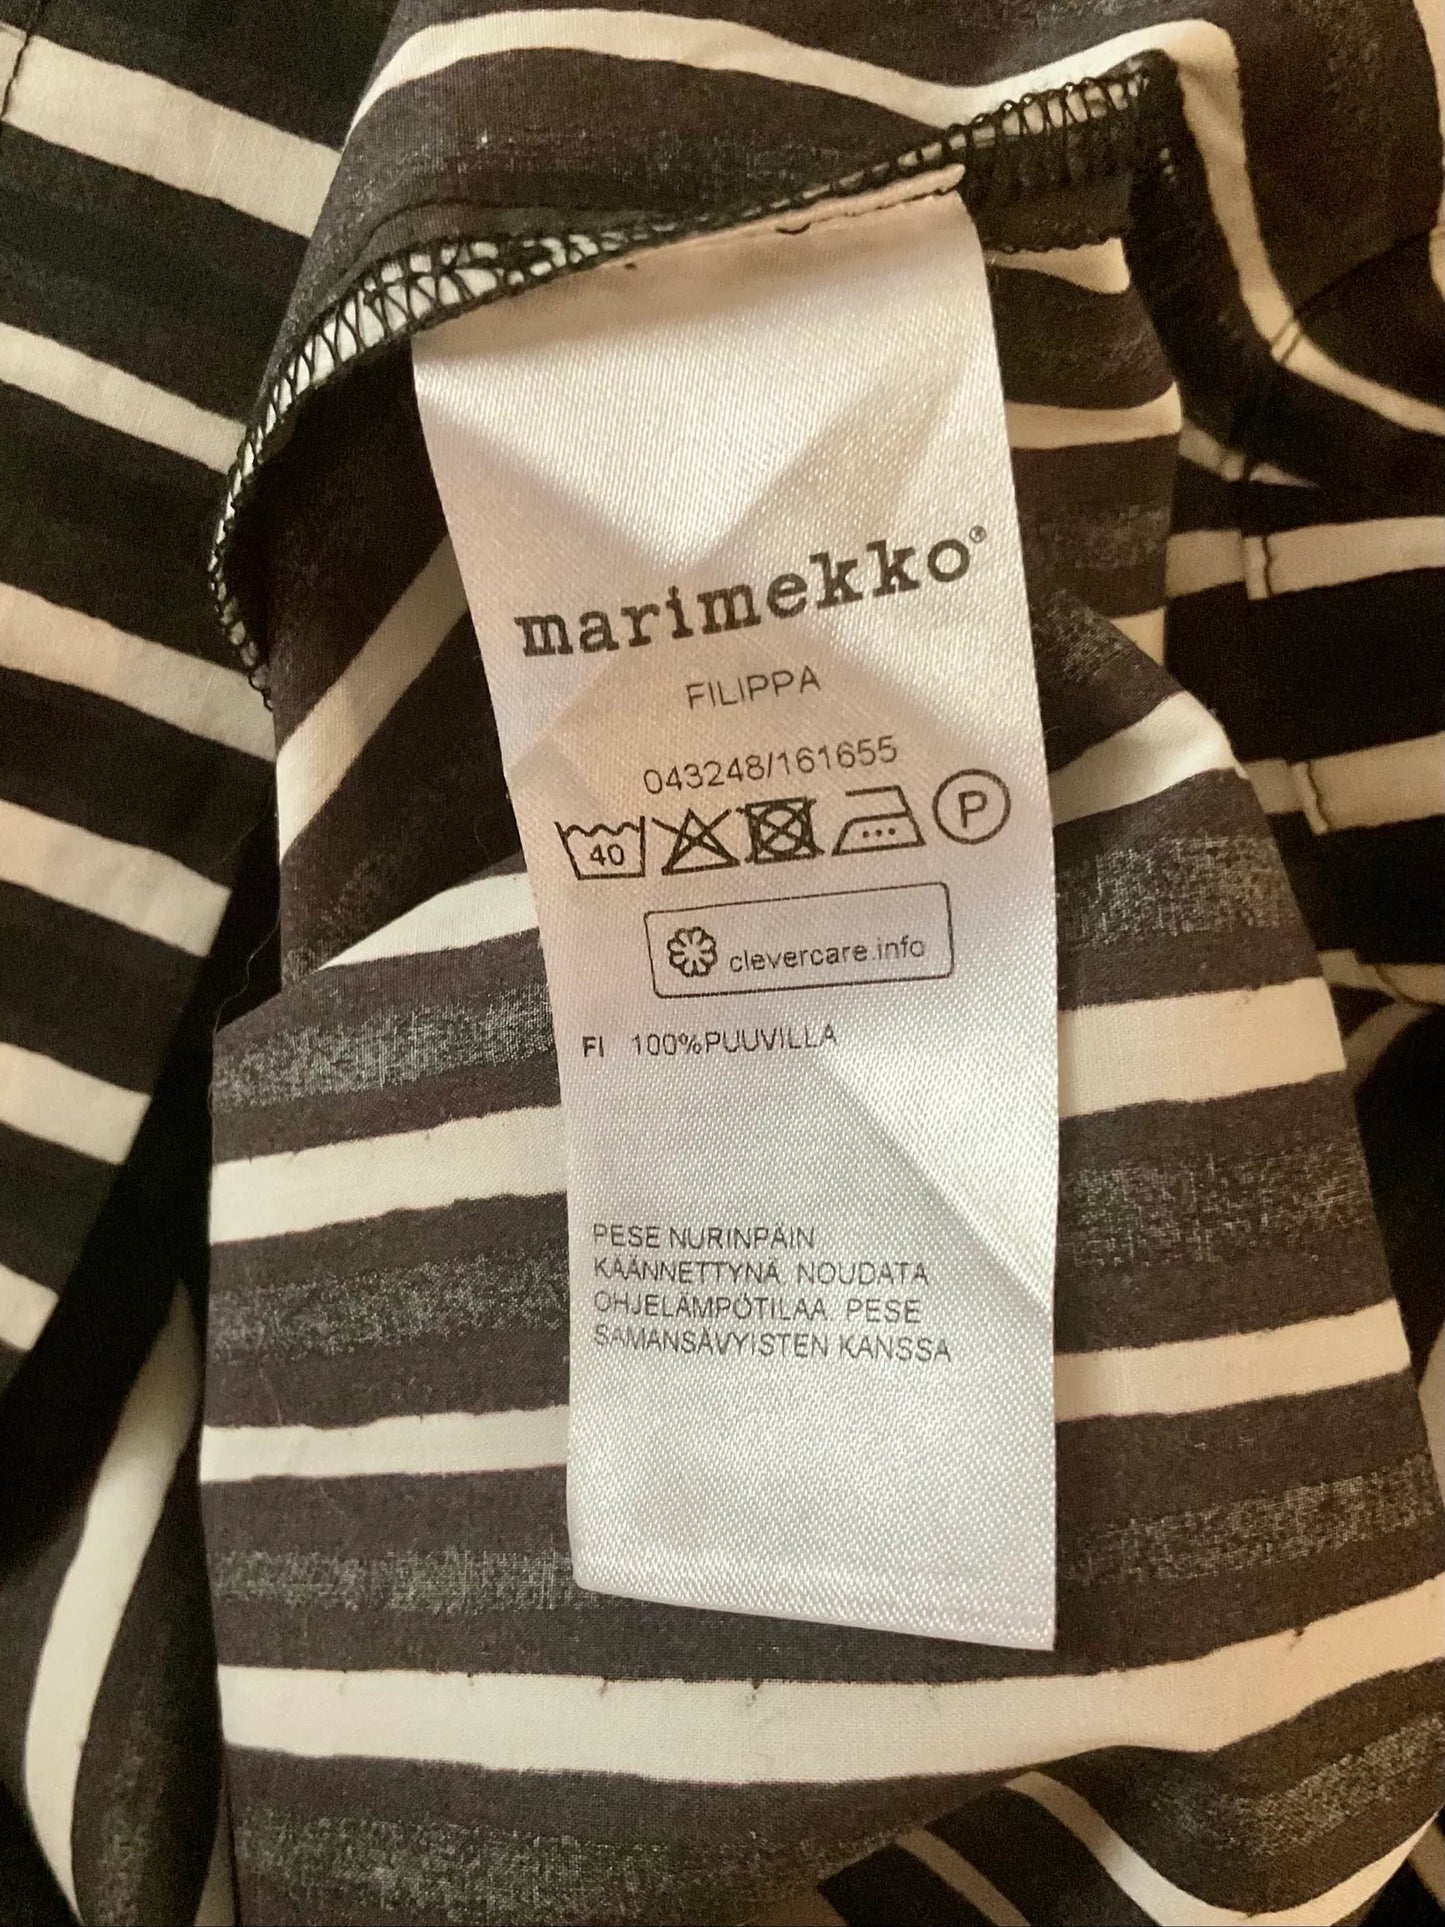 marimekko®
FILIPPA
043248/161655
40
P
clevercare.info
FI 100%PUUVILLA
PESE NURINPÄIN
KÄÄNNETTYNÄ. NOUDATA
OHJELÄMPÖTILAA. PESE
SAMANSÄVYISTEN KANSSA